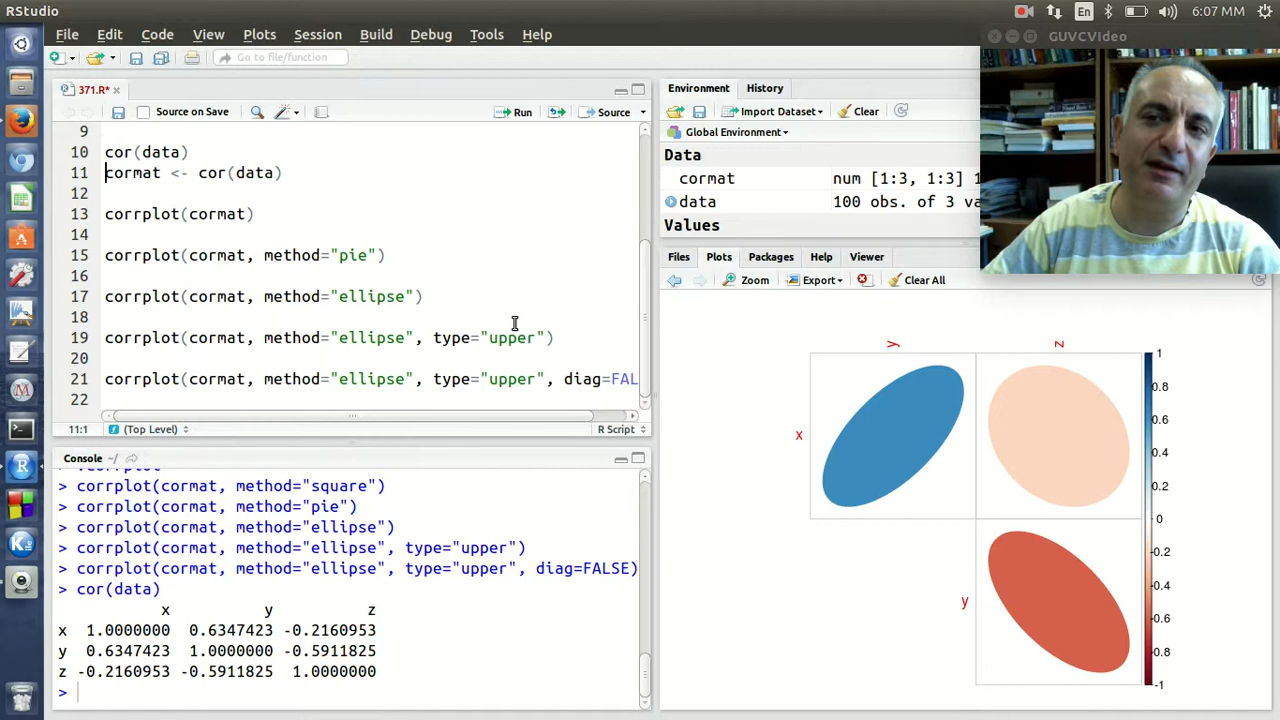 RStudio
En
6:07 MM
File Edit Code View Plots Session Build Debug Tools Help
GUVCVIdeo
Go to file/function
371.R*
Source on Save
Run
Source
9
10 cor(data)
11 cormat <- cor(data)
12
13 corrplot(cormat)
14
15 corrplot(cormat, method="pie")
16
17 corrplot(cormat, method="ellipse")
18
19 corrplot(cormat, method="ellipse", type="upper")
20
21 corrplot(cormat, method="ellipse", type="upper", diag=FAL
22
11:1 (Top Level) R Script
Console ~/
> corrplot(cormat, method="square")
> corrplot(cormat, method="pie")
> corrplot(cormat, method="ellipse")
> corrplot(cormat, method="ellipse", type="upper")
> corrplot(cormat, method="ellipse", type="upper", diag=FALSE)
> cor(data)
x y z
x 1.0000000 0.6347423 -0.2160953
y 0.6347423 1.0000000 -0.5911825
z -0.2160953 -0.5911825 1.0000000
>
Environment History
Import Dataset Clear
Global Environment
Data
cormat num [1:3, 1:3] 1
data 100 obs. of 3 va
Values
Files Plots Packages Help Viewer
Zoom Export Clear All
y z
x
y
1
0.8
0.6
0.4
0.2
0
-0.2
-0.4
-0.6
-0.8
-1